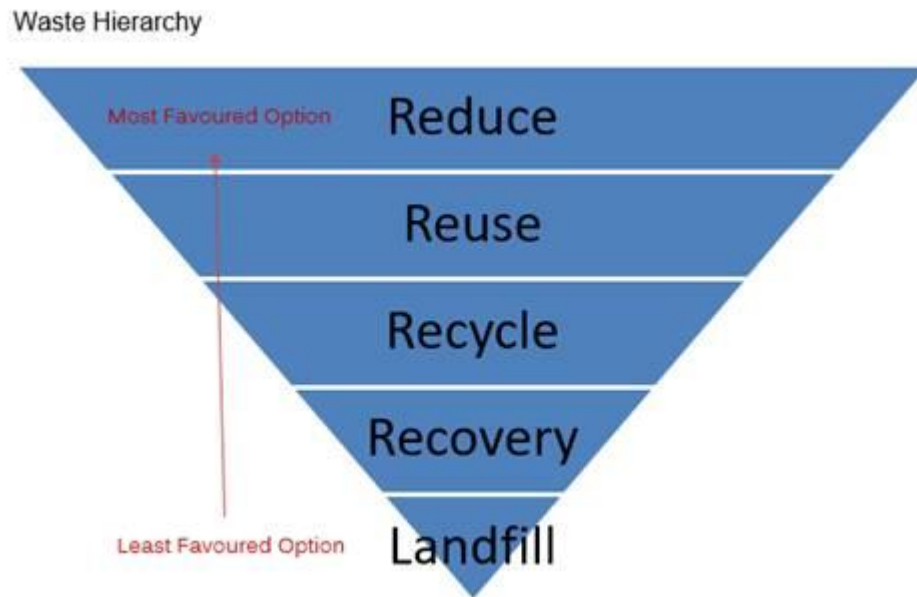 Waste Hierarchy
Most Favoured Option
Reduce
Reuse
Recycle
Recovery
Least Favoured Option
Landfill